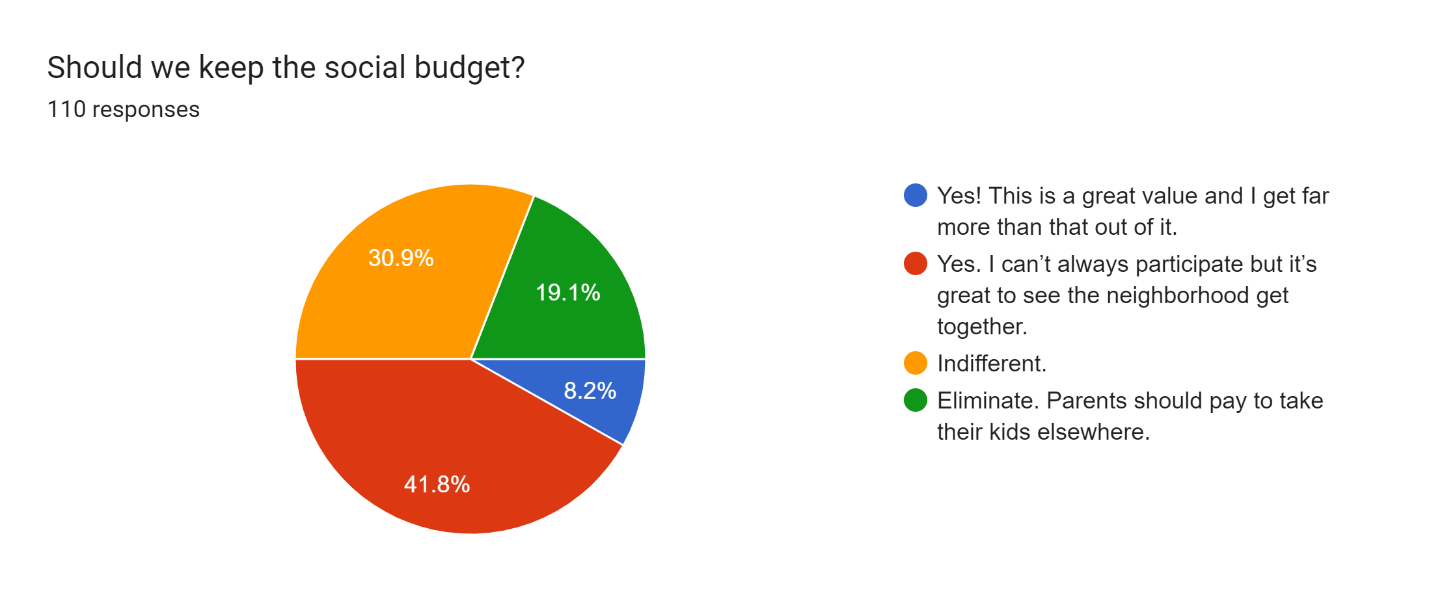 Should we keep the social budget?
110 responses
30.9%
19.1%
8.2%
41.8%
Yes! This is a great value and I get far
more than that out of it.
Yes. I can’t always participate but it’s
great to see the neighborhood get
together.
Indifferent.
Eliminate. Parents should pay to take
their kids elsewhere.